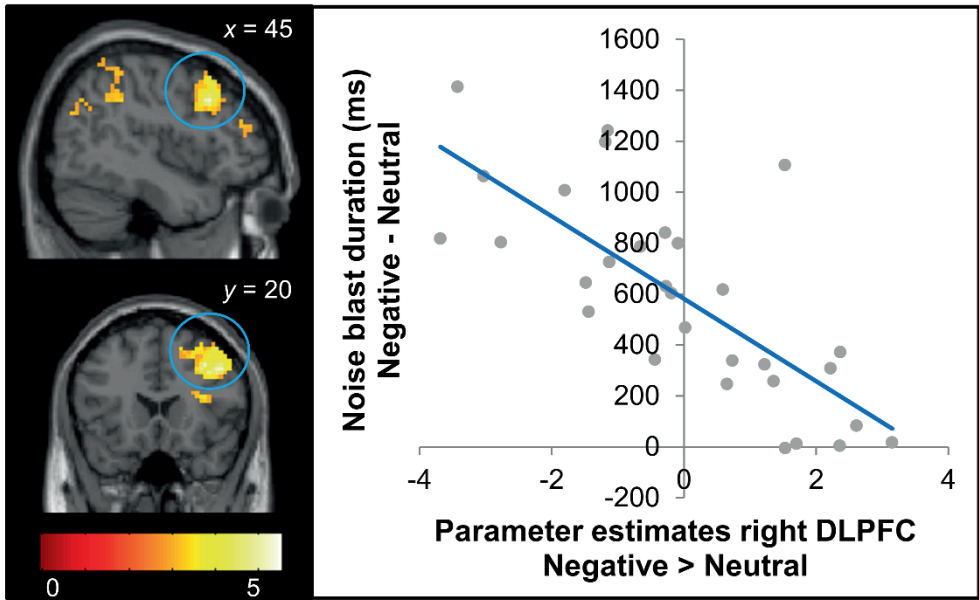 x = 45
y = 20
0 5
Noise blast duration (ms)
Negative - Neutral
1600
1400
1200
1000
800
600
400
200
0
-200
-4 -2 0 2 4
Parameter estimates right DLPFC
Negative > Neutral